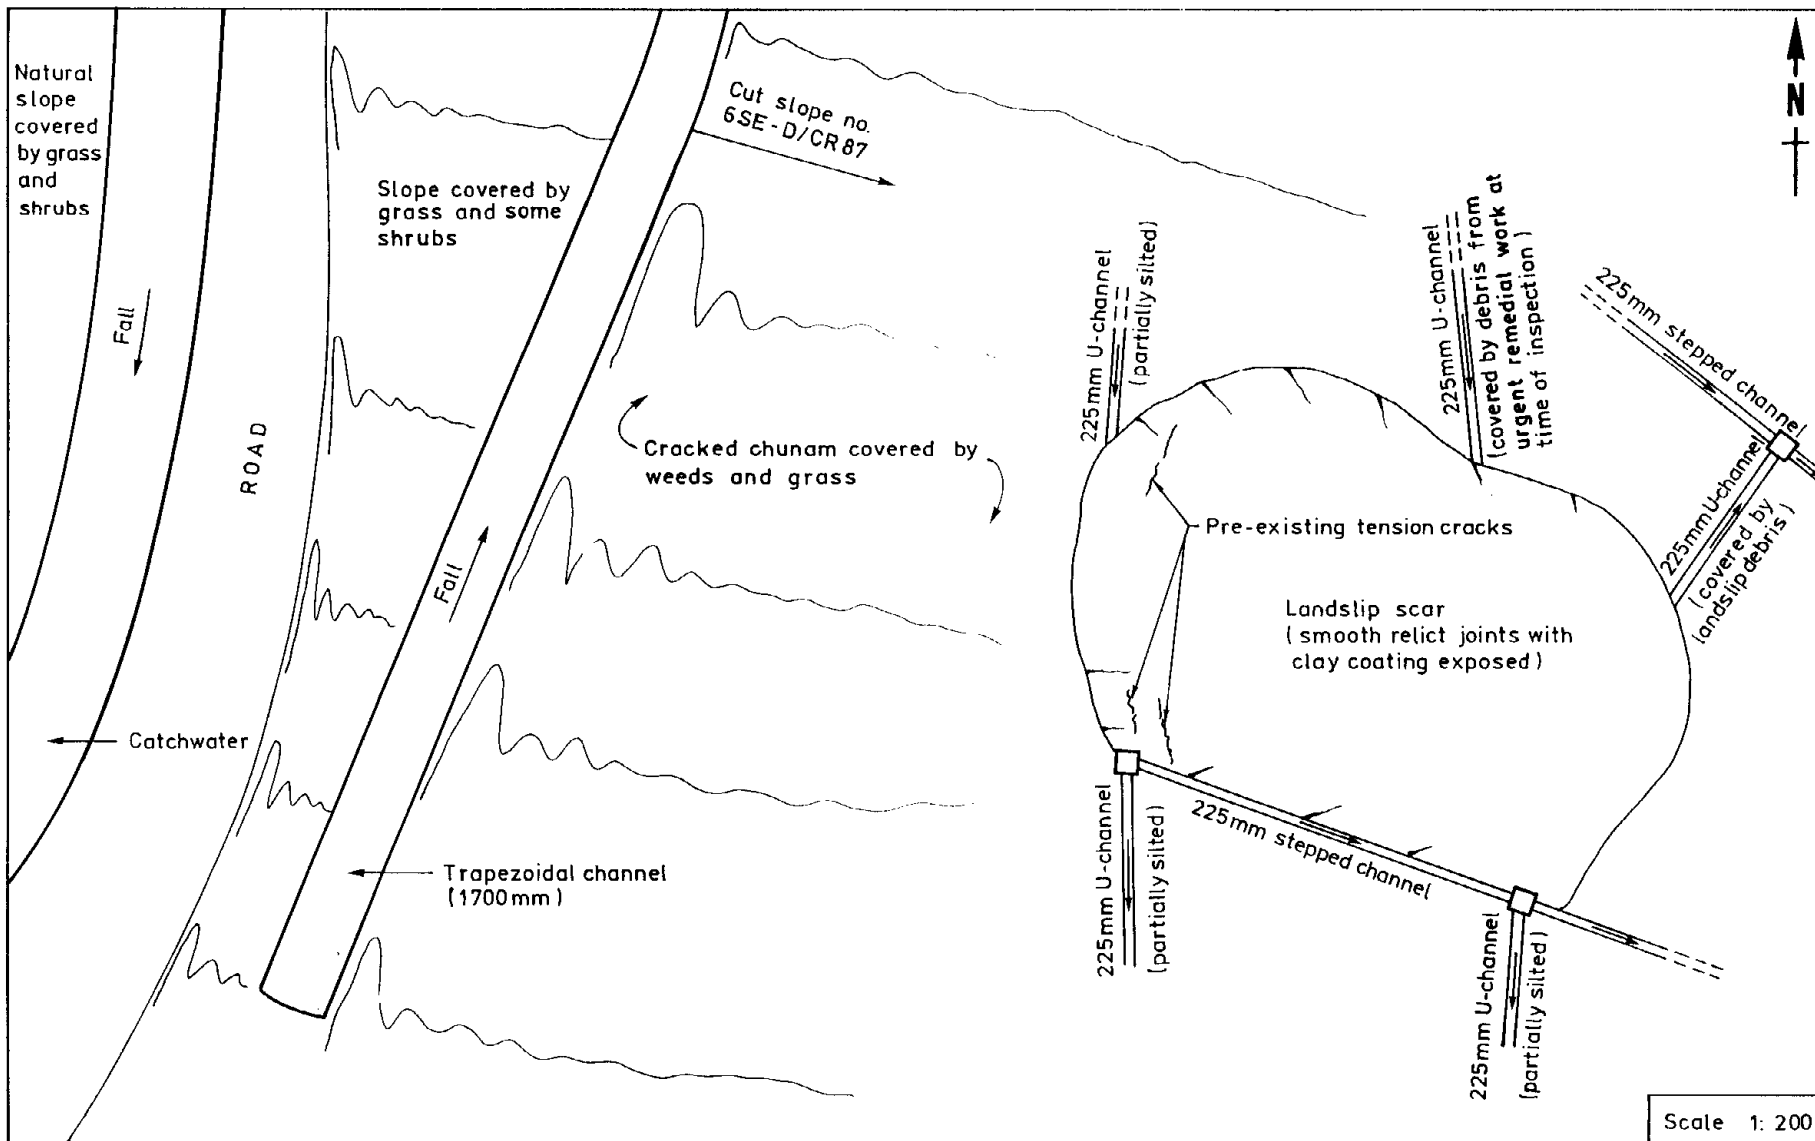 Natural
slope
covered
by grass
and
shrubs
Fall
ROAD
Slope covered by
grass and some
shrubs
Cut slope no.
6SE-D/CR87
N
225mm U-channel
(partially silted)
225mm U-channel
(covered by debris from
urgent remedial work at
time of inspection)
225mm stepped channel
225mm U-channel
(covered by
landslip debris)
Cracked chunam covered by
weeds and grass
Pre-existing tension cracks
Landslip scar
(smooth relict joints with
clay coating exposed)
Fall
Catchwater
Trapezoidal channel
(1700mm)
225mm U-channel
(partially silted)
225mm stepped channel
225mm U-channel
(partially silted)
Scale 1: 200